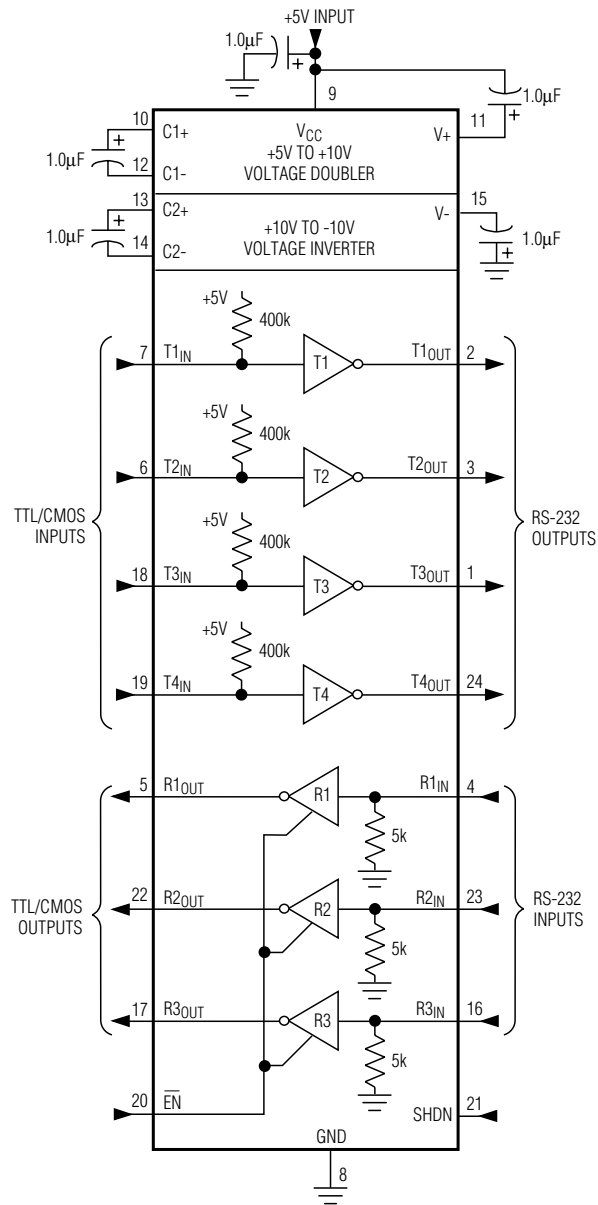 +5V INPUT
1.0μF
+
9
1.0μF
+
10
C1+
VCC
+5V TO +10V
VOLTAGE DOUBLER
11
V+
+
1.0μF
12
C1-
13
C2+
+10V TO -10V
VOLTAGE INVERTER
15
V-
+
1.0μF
14
C2-
1.0μF
+
+5V
400k
7
T1IN
T1
T1OUT
2
+5V
400k
6
T2IN
T2
T2OUT
3
TTL/CMOS
INPUTS
RS-232
OUTPUTS
+5V
400k
18
T3IN
T3
T3OUT
1
+5V
400k
19
T4IN
T4
T4OUT
24
5
R1OUT
R1
R1IN
4
5k
22
R2OUT
R2
R2IN
23
5k
TTL/CMOS
OUTPUTS
RS-232
INPUTS
17
R3OUT
R3
R3IN
16
5k
20
E̅N̅
SHDN
21
GND
8